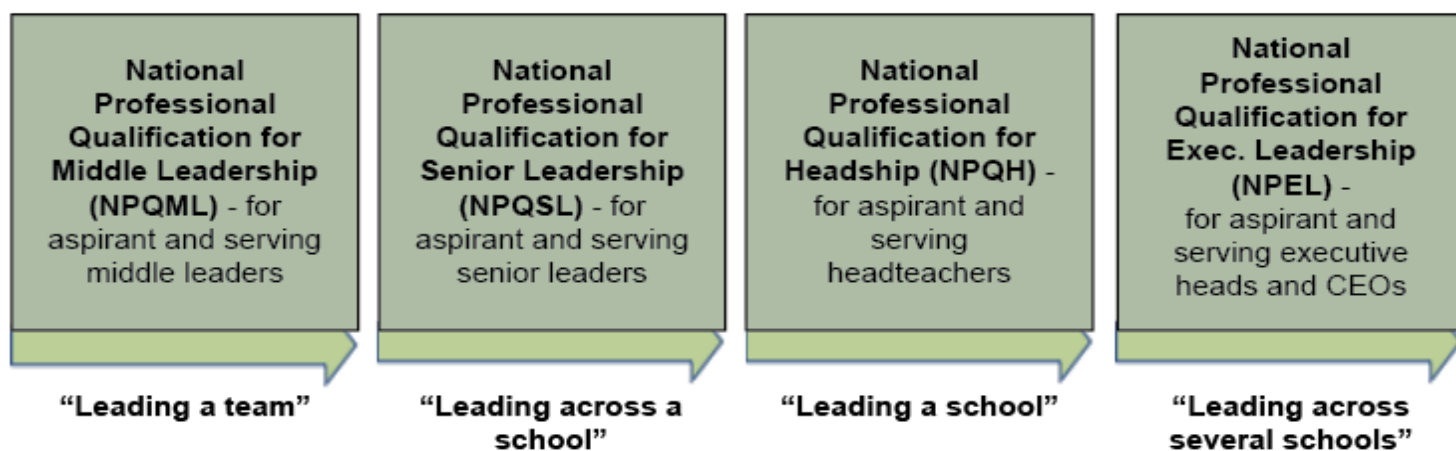 National
Professional
Qualification for
Middle Leadership
(NPQML) - for
aspirant and serving
middle leaders
"Leading a team"
National
Professional
Qualification for
Senior Leadership
(NPQSL) - for
aspirant and serving
senior leaders
"Leading across a
school"
National
Professional
Qualification for
Headship (NPQH) -
for aspirant and
serving
headteachers
"Leading a school"
National
Professional
Qualification for
Exec. Leadership
(NPEL) -
for aspirant and
serving executive
heads and CEOs
"Leading across
several schools"